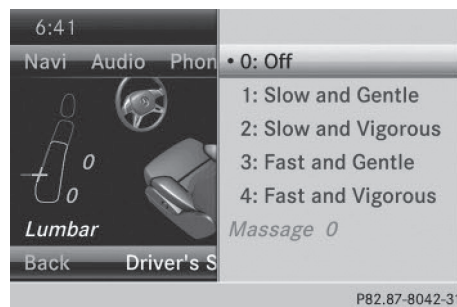 6:41
Navi Audio Phon
• 0: Off
1: Slow and Gentle
2: Slow and Vigorous
3: Fast and Gentle
4: Fast and Vigorous
Massage 0
0
0
Lumbar
Back Driver's S
P82.87-8042-31